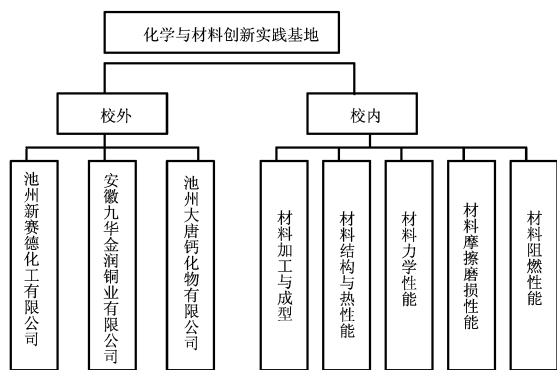 化学与材料创新实践基地
校外
校内
池州新赛德化工有限公司
安徽九华金润铜业有限公司
池州大唐钙化物有限公司
材料加工与成型
材料结构与热性能
材料力学性能
材料摩擦磨损性能
材料阻燃性能